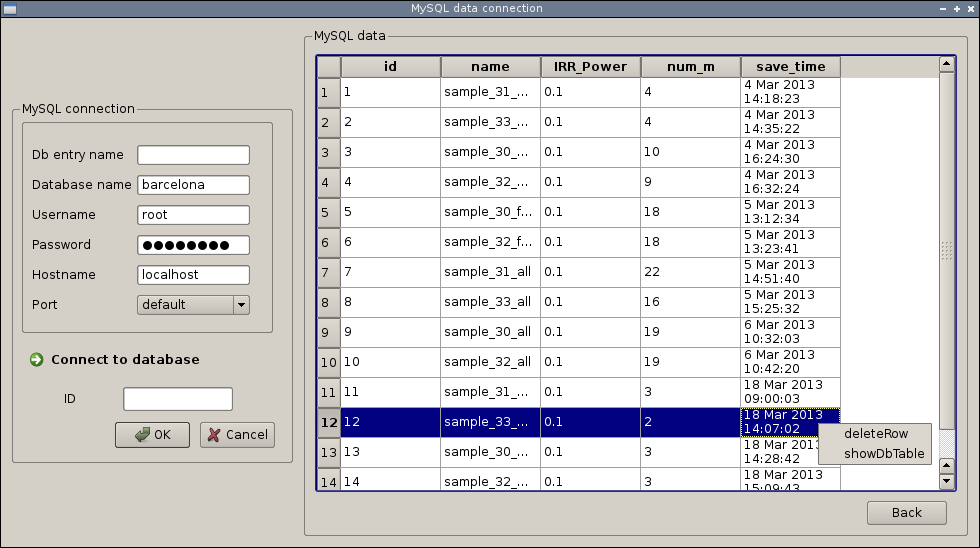 MySQL data connection
MySQL connection
Db entry name
Database name barcelona
Username root
Password ●●●●●●●●
Hostname localhost
Port default
Connect to database
ID
OK Cancel
MySQL data
id name IRR_Power num_m save_time
1 1 sample_31_... 0.1 4 4 Mar 2013
14:18:23
2 2 sample_33_... 0.1 4 4 Mar 2013
14:35:22
3 3 sample_30_... 0.1 10 4 Mar 2013
16:24:30
4 4 sample_32_... 0.1 9 4 Mar 2013
16:32:24
5 5 sample_30_f... 0.1 18 5 Mar 2013
13:12:34
6 6 sample_32_f... 0.1 18 5 Mar 2013
13:23:41
7 7 sample_31_all 0.1 22 5 Mar 2013
14:51:40
8 8 sample_33_all 0.1 16 5 Mar 2013
15:25:32
9 9 sample_30_all 0.1 19 6 Mar 2013
10:32:03
10 10 sample_32_all 0.1 19 6 Mar 2013
10:42:20
11 11 sample_31_... 0.1 3 18 Mar 2013
09:00:03
12 12 sample_33_... 0.1 2 18 Mar 2013
14:07:02
13 13 sample_30_... 0.1 3 18 Mar 2013
14:28:42
14 14 sample_32_... 0.1 3 18 Mar 2013
15:09:43
deleteRow
showDbTable
Back